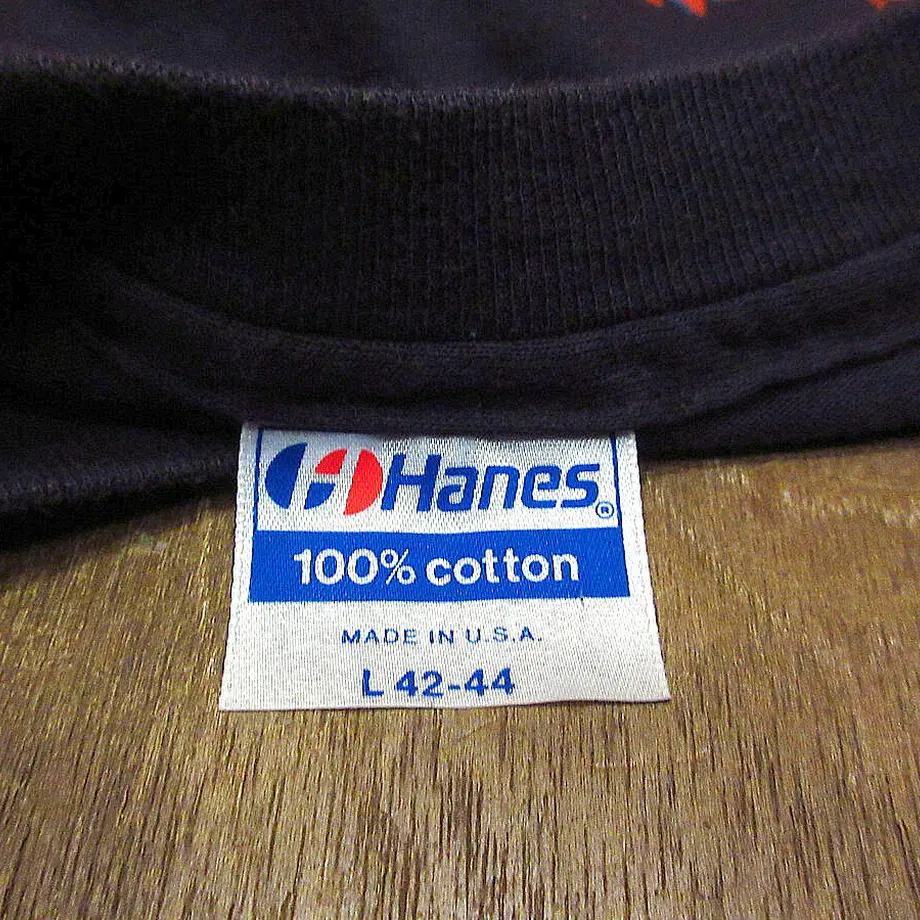 Hanes®
100% cotton
MADE IN U.S.A.
L 42-44